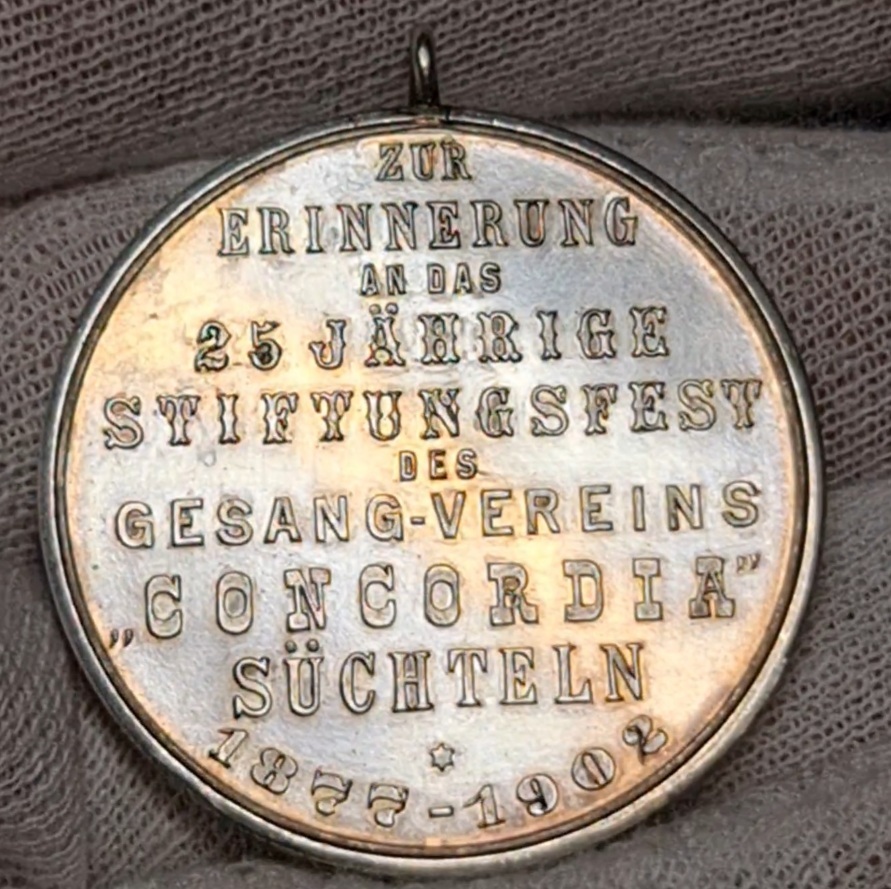 ZUR
ERINNERUNG
AN DAS
25 JÄHRIGE
STIFTUNGSFEST
DES
GESANG-VEREINS
„CONCORDIA”
SÜCHTELN
1877-1902